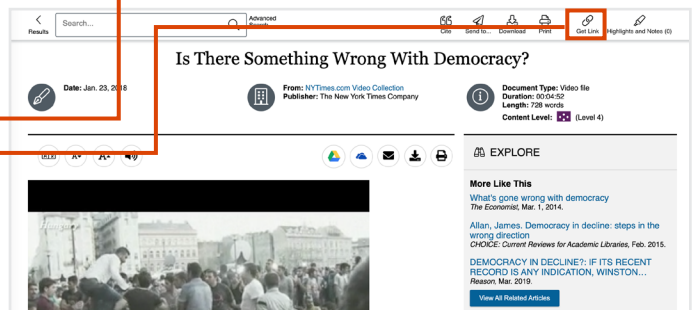 Results
Search...
Advanced
Search
Cite
Send to...
Download
Print
Get Link
Highlights and Notes (0)
Is There Something Wrong With Democracy?
Date: Jan. 23, 2018
From: NYTimes.com Video Collection
Publisher: The New York Times Company
Document Type: Video file
Duration: 00:04:52
Length: 728 words
Content Level: (Level 4)
A
A
EXPLORE
More Like This
What's gone wrong with democracy
The Economist, Mar. 1, 2014.
Allan, James. Democracy in decline: steps in the
wrong direction
CHOICE: Current Reviews for Academic Libraries, Feb. 2015.
DEMOCRACY IN DECLINE?: IF ITS RECENT
RECORD IS ANY INDICATION, WINSTON...
Reason, Mar. 2019.
View All Related Articles
Hungary